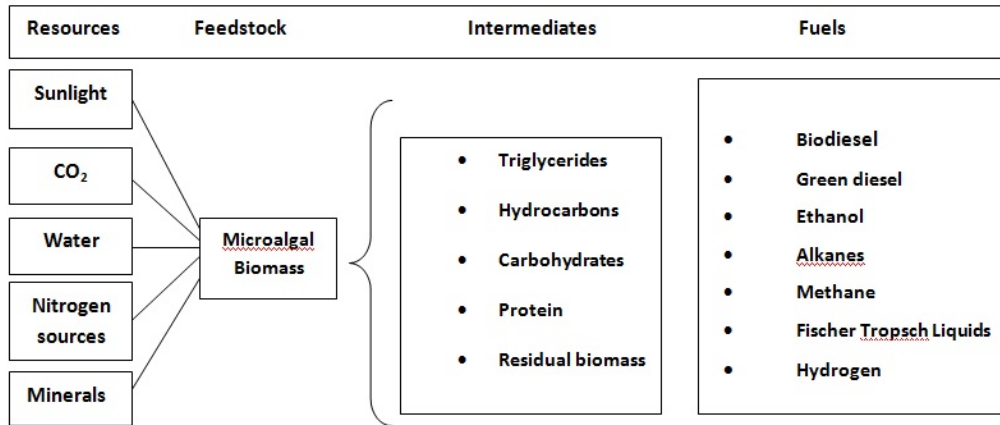 Resources Feedstock Intermediates Fuels
Sunlight
CO₂
Water
Nitrogen
sources
Minerals
Microalgal
Biomass
• Triglycerides
• Hydrocarbons
• Carbohydrates
• Protein
• Residual biomass
• Biodiesel
• Green diesel
• Ethanol
• Alkanes
• Methane
• Fischer Tropsch Liquids
• Hydrogen